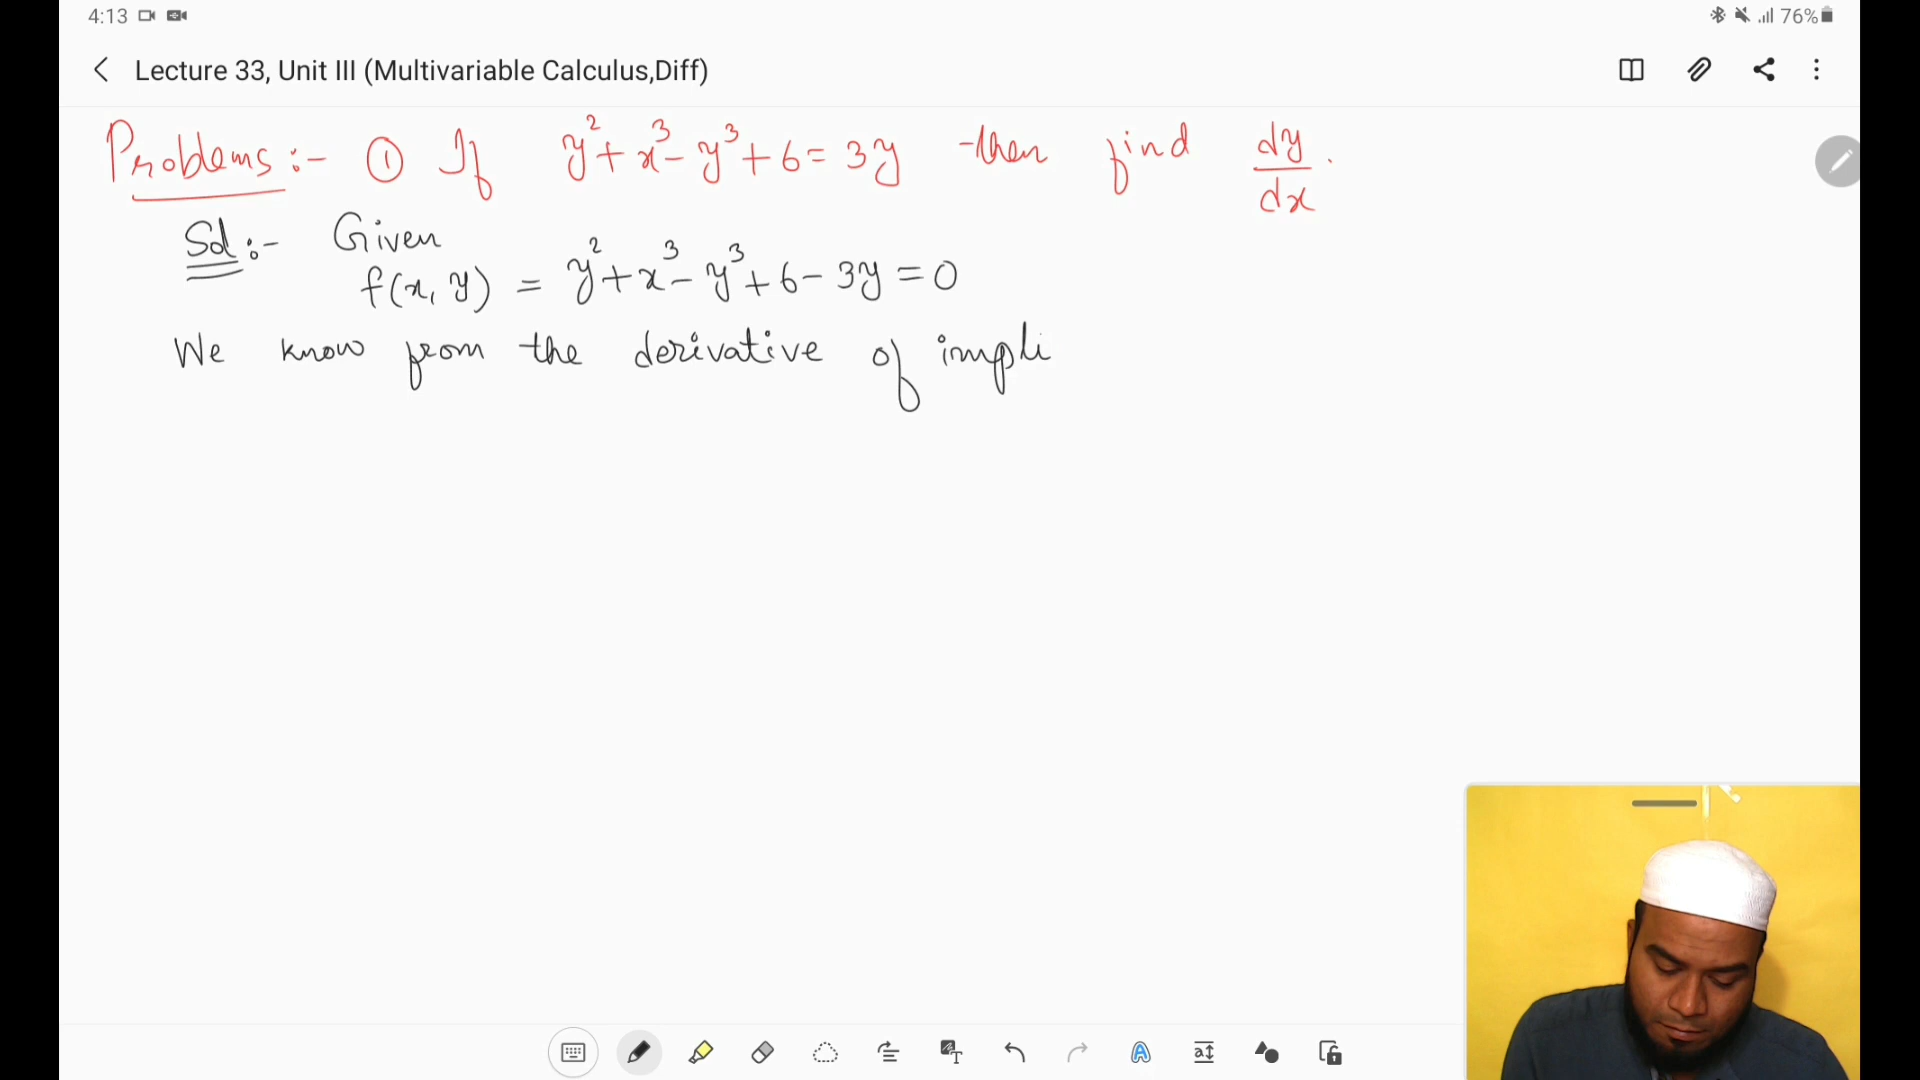 4:13 76%
Lecture 33, Unit III (Multivariable Calculus,Diff)
Problems :- ① If y² + x³ - y³ + 6 = 3y then find dy/dx .
Sol :- Given
f(x, y) = y² + x³ - y³ + 6 - 3y = 0
We know from the derivative of impli